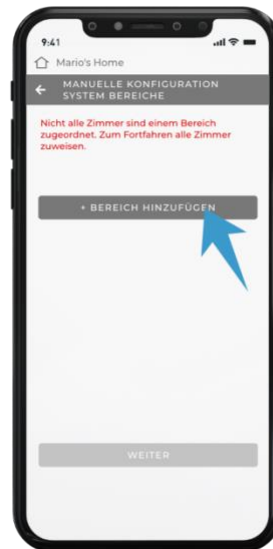 9:41
Mario's Home
MANUELLE KONFIGURATION
SYSTEM BEREICHE
Nicht alle Zimmer sind einem Bereich
zugeordnet. Zum Fortfahren alle Zimmer
zuweisen.
+ BEREICH HINZUFÜGEN
WEITER